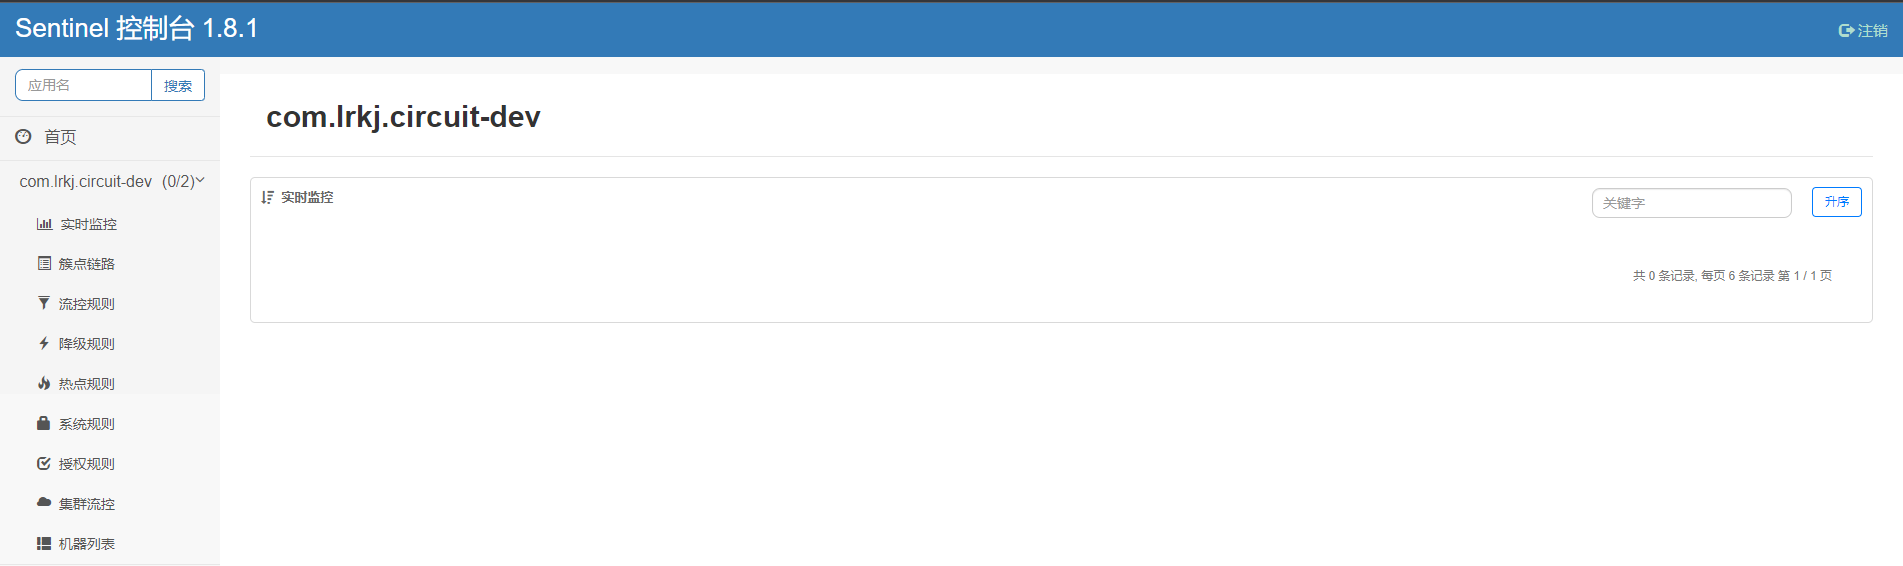 Sentinel 控制台 1.8.1
注销
应用名
搜索
首页
com.lrkj.circuit-dev (0/2)
实时监控
簇点链路
流控规则
降级规则
热点规则
系统规则
授权规则
集群流控
机器列表
com.lrkj.circuit-dev
实时监控
关键字
升序
共 0 条记录, 每页 6 条记录 第 1 / 1 页